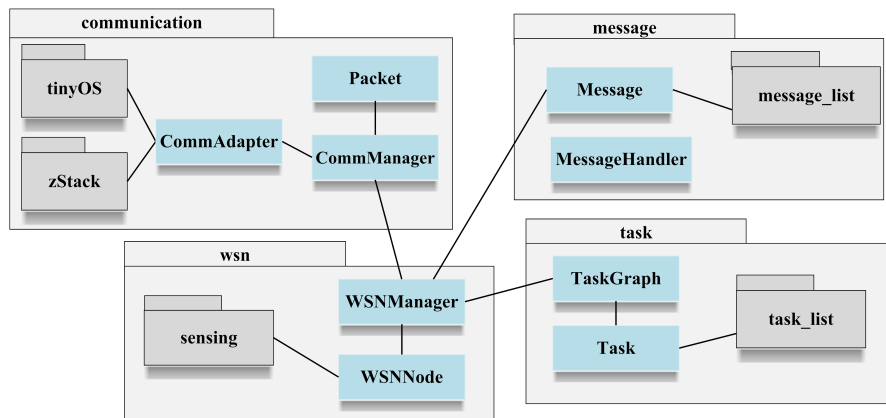 communication
tinyOS
Packet
CommAdapter
CommManager
zStack
message
Message
message_list
MessageHandler
wsn
WSNManager
sensing
WSNNode
task
TaskGraph
task_list
Task